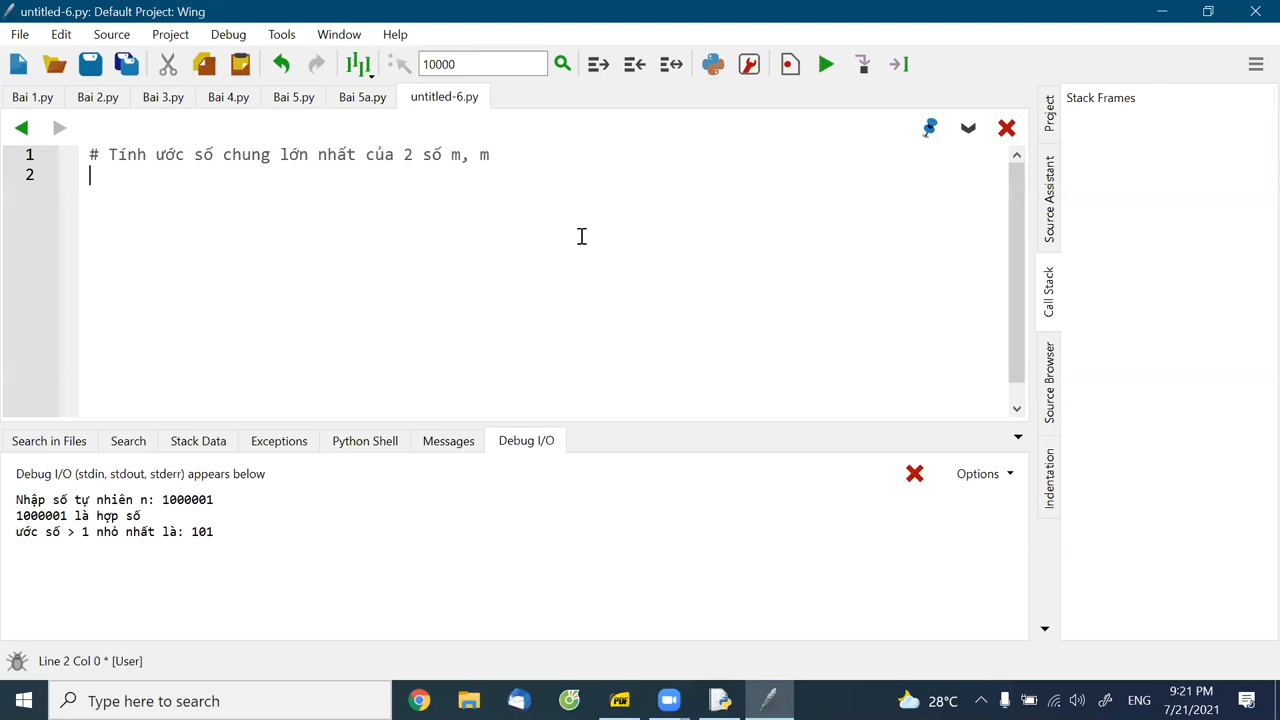 untitled-6.py: Default Project: Wing
File Edit Source Project Debug Tools Window Help
10000
Bai 1.py Bai 2.py Bai 3.py Bai 4.py Bai 5.py Bai 5a.py untitled-6.py
1 # Tính ước số chung lớn nhất của 2 số m, m
2
Stack Frames
Project
Source Assistant
Call Stack
Source Browser
Indentation
Search in Files Search Stack Data Exceptions Python Shell Messages Debug I/O
Debug I/O (stdin, stdout, stderr) appears below
Options
Nhập số tự nhiên n: 1000001
1000001 là hợp số
ước số > 1 nhỏ nhất là: 101
Line 2 Col 0 * [User]
Type here to search
PDF
28°C
ENG
9:21 PM
7/21/2021